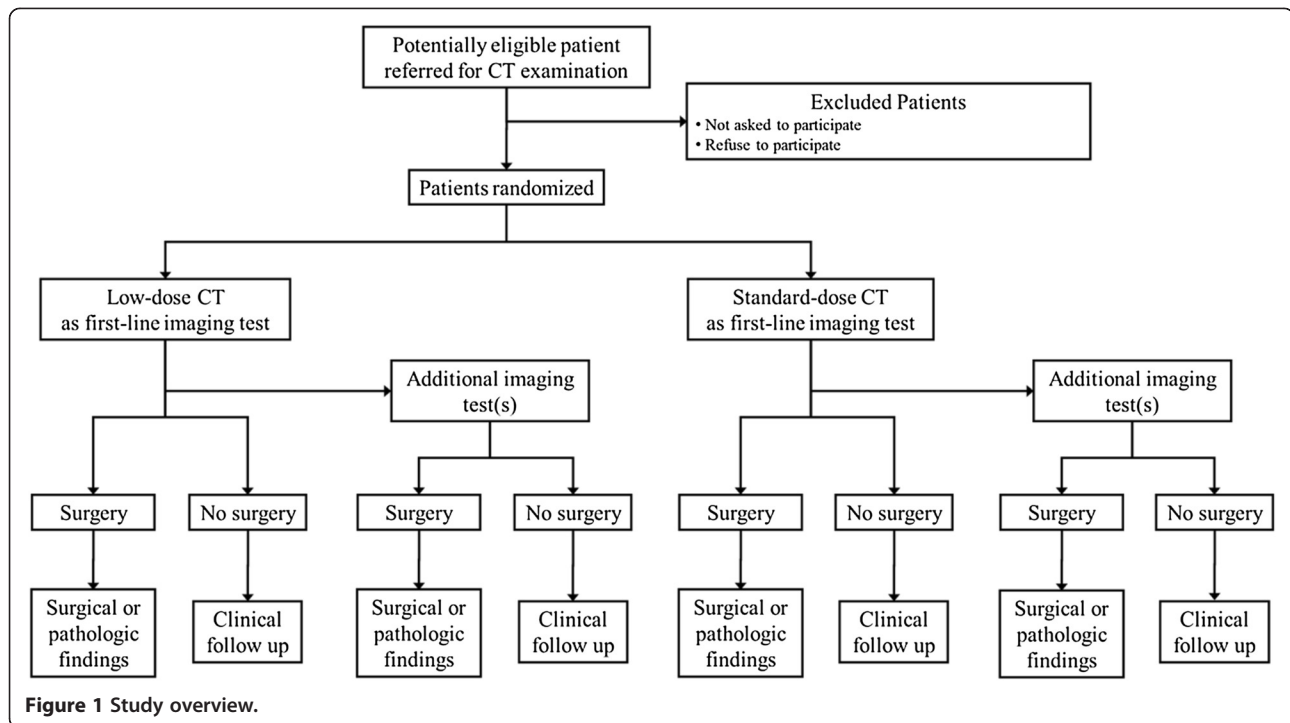 Potentially eligible patient
referred for CT examination
Excluded Patients
• Not asked to participate
• Refuse to participate
Patients randomized
Low-dose CT
as first-line imaging test
Standard-dose CT
as first-line imaging test
Additional imaging
test(s)
Additional imaging
test(s)
Surgery
No surgery
Surgery
No surgery
Surgery
No surgery
Surgery
No surgery
Surgical or
pathologic
findings
Clinical
follow up
Surgical or
pathologic
findings
Clinical
follow up
Surgical or
pathologic
findings
Clinical
follow up
Surgical or
pathologic
findings
Clinical
follow up
Figure 1 Study overview.